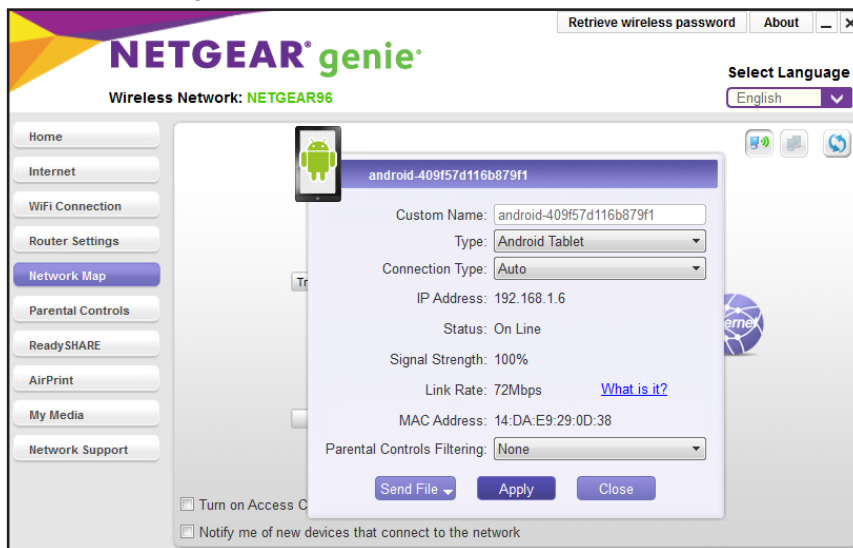 Retrieve wireless password About
NETGEAR® genie®
Select Language
Wireless Network: NETGEAR96
English
Home
Internet
WiFi Connection
Router Settings
Network Map
Parental Controls
ReadySHARE
AirPrint
My Media
Network Support
android-409f57d116b879f1
Custom Name: android-409f57d116b879f1
Type: Android Tablet
Connection Type: Auto
IP Address: 192.168.1.6
Status: On Line
Signal Strength: 100%
Link Rate: 72Mbps What is it?
MAC Address: 14:DA:E9:29:0D:38
Parental Controls Filtering: None
Send File Apply Close
Turn on Access C
Notify me of new devices that connect to the network